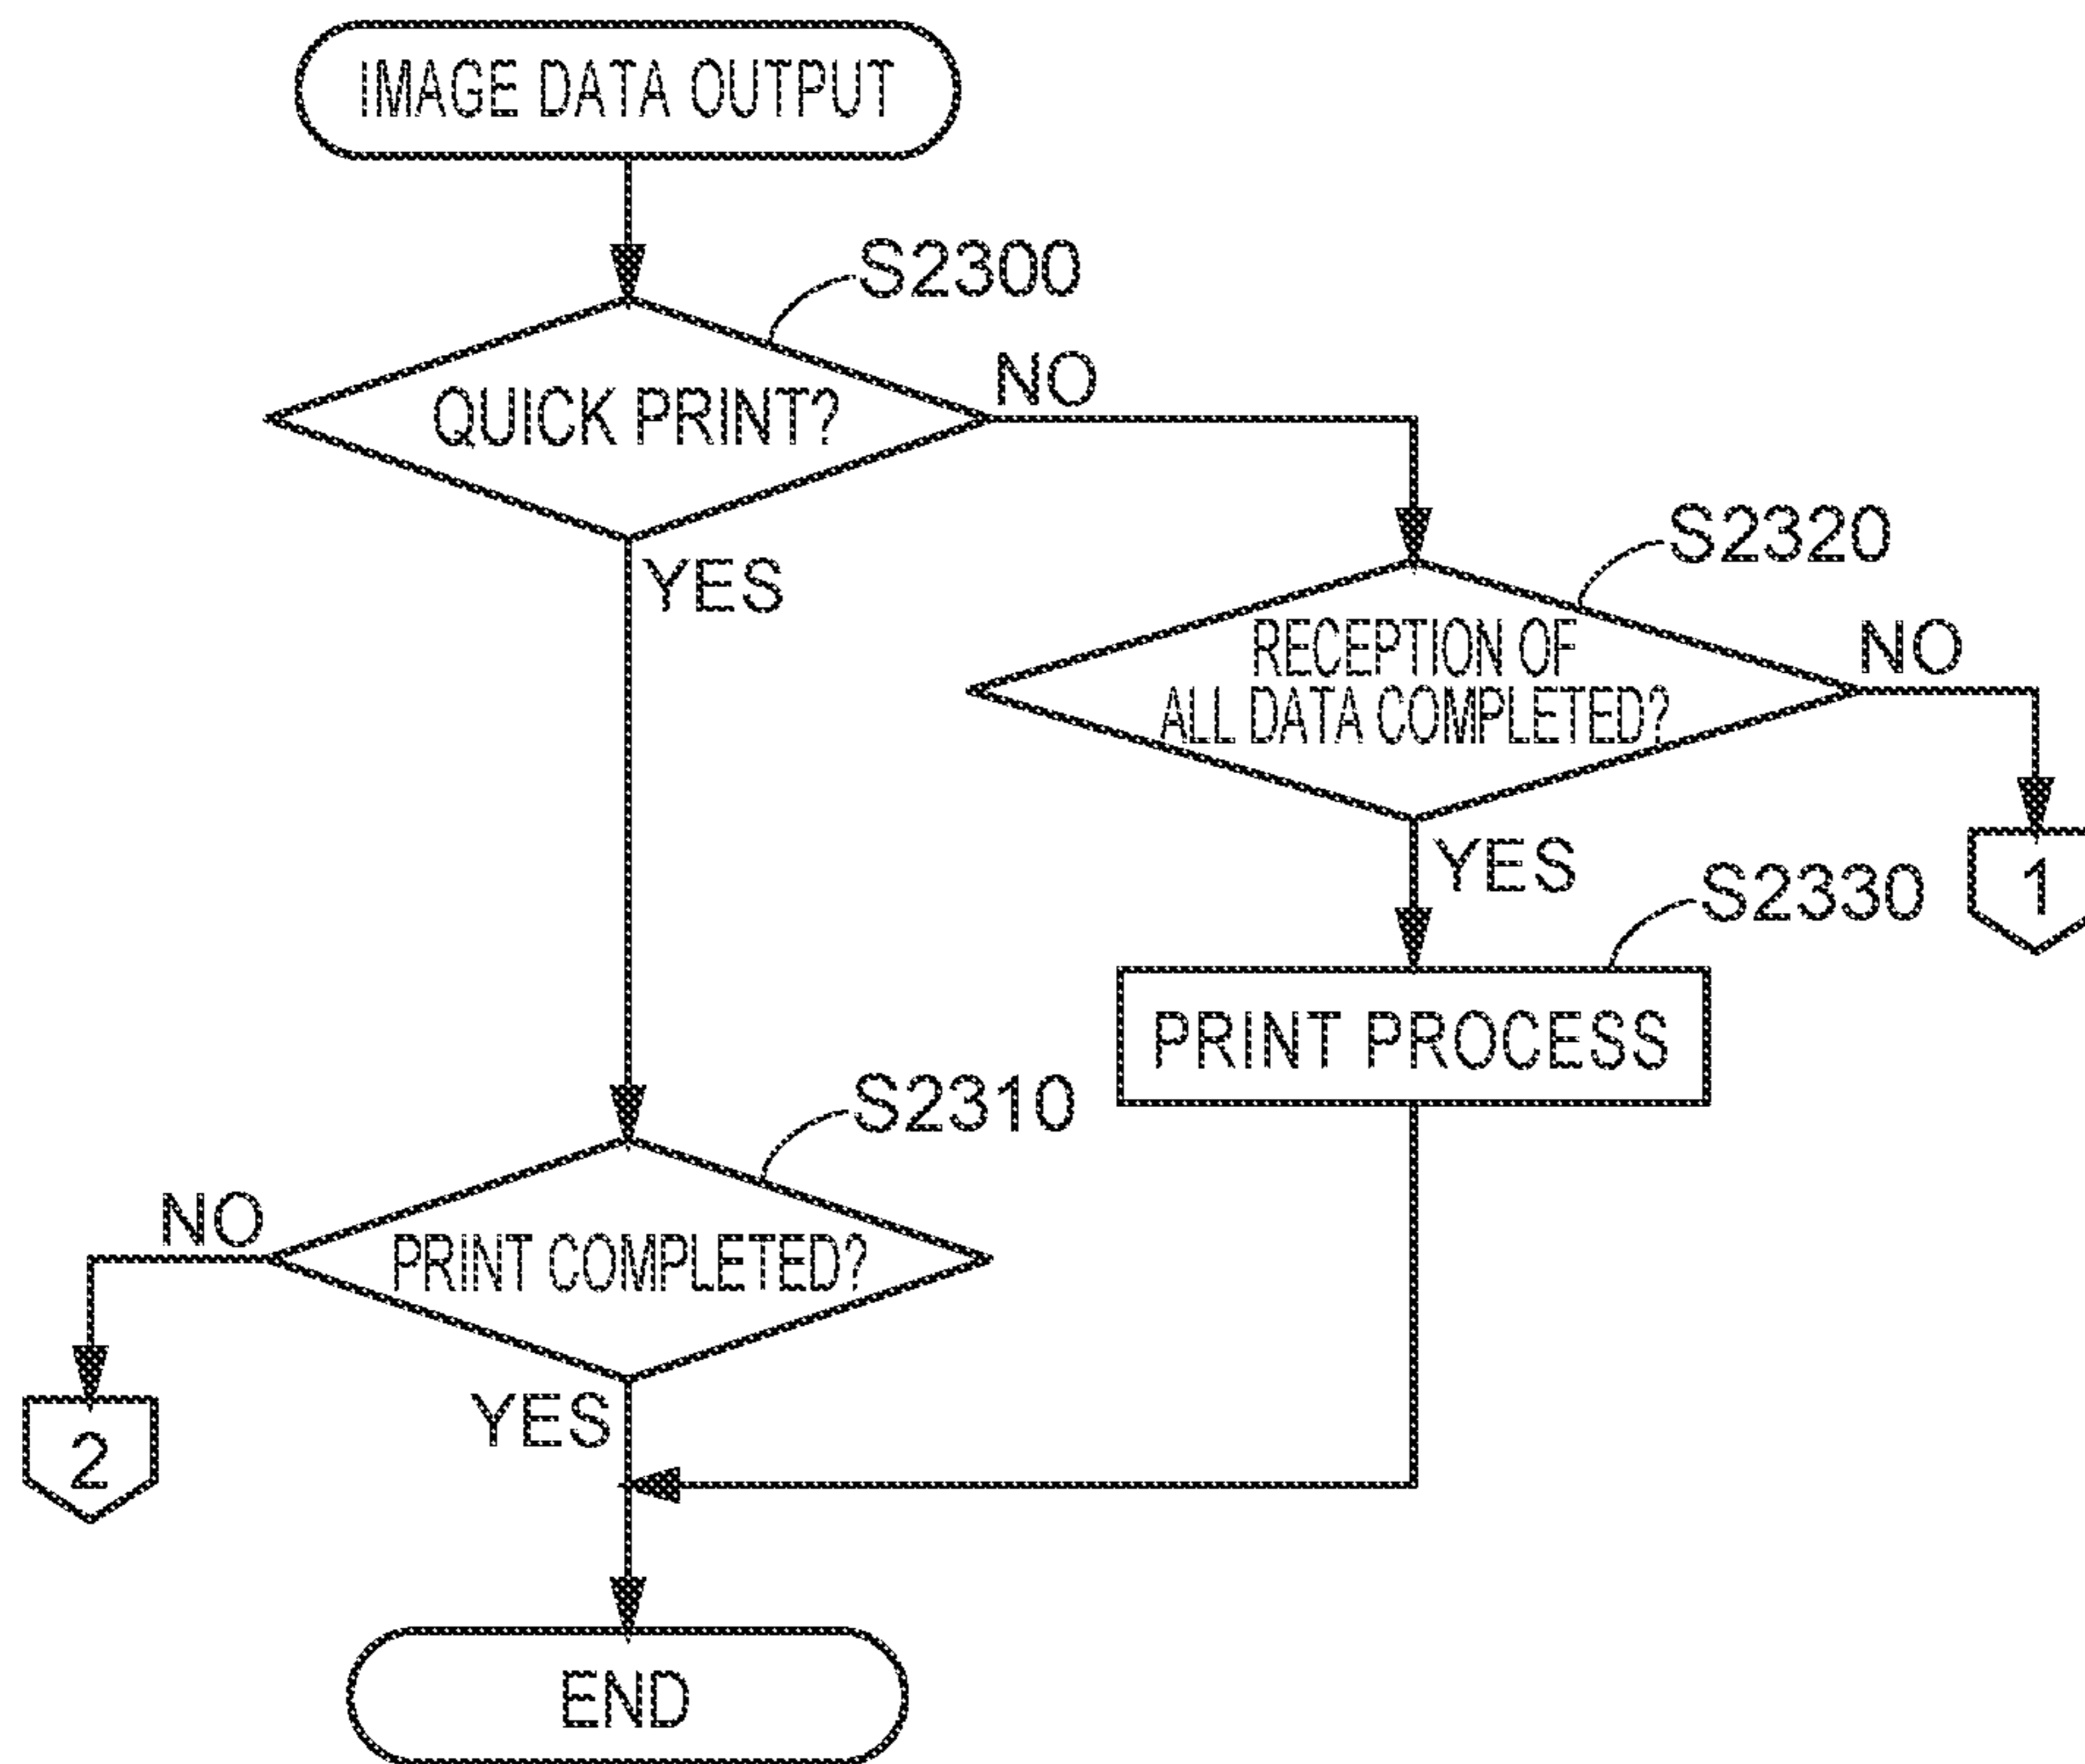 IMAGE DATA OUTPUT
S2300
QUICK PRINT?
NO
YES
S2320
RECEPTION OF
ALL DATA COMPLETED?
NO
YES
1
S2330
PRINT PROCESS
S2310
PRINT COMPLETED?
NO
YES
2
END